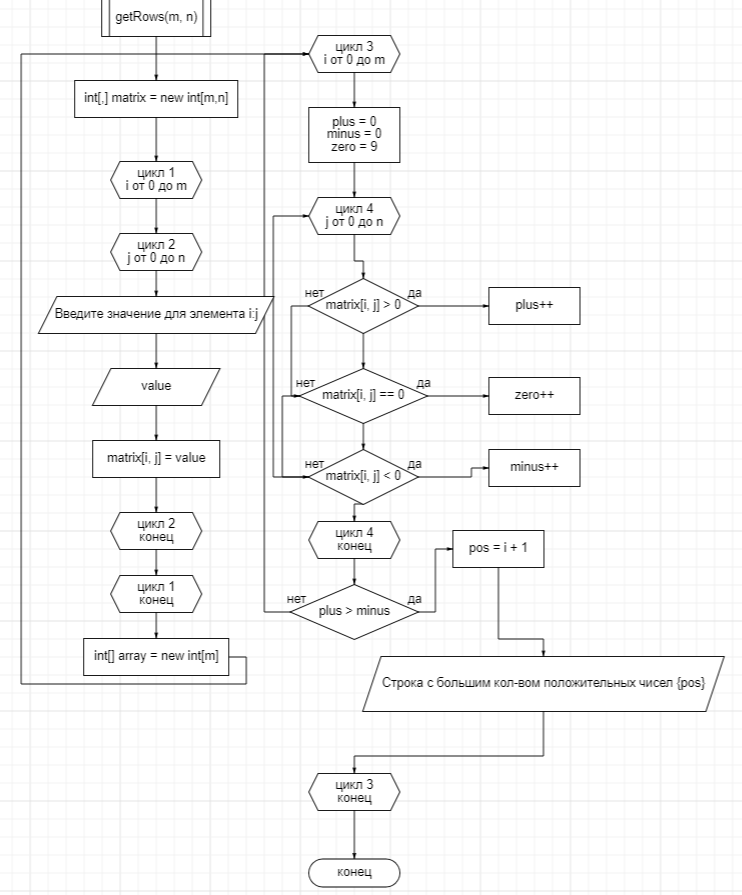 getRows(m, n)
int[,] matrix = new int[m,n]
цикл 1
i от 0 до m
цикл 2
j от 0 до n
Введите значение для элемента i:j
value
matrix[i, j] = value
цикл 2
конец
цикл 1
конец
int[] array = new int[m]
цикл 3
i от 0 до m
plus = 0
minus = 0
zero = 9
цикл 4
j от 0 до n
нет
matrix[i, j] > 0
да
plus++
нет
matrix[i, j] == 0
да
zero++
нет
matrix[i, j] < 0
да
minus++
цикл 4
конец
нет
plus > minus
да
pos = i + 1
Строка с большим кол-вом положительных чисел {pos}
цикл 3
конец
конец